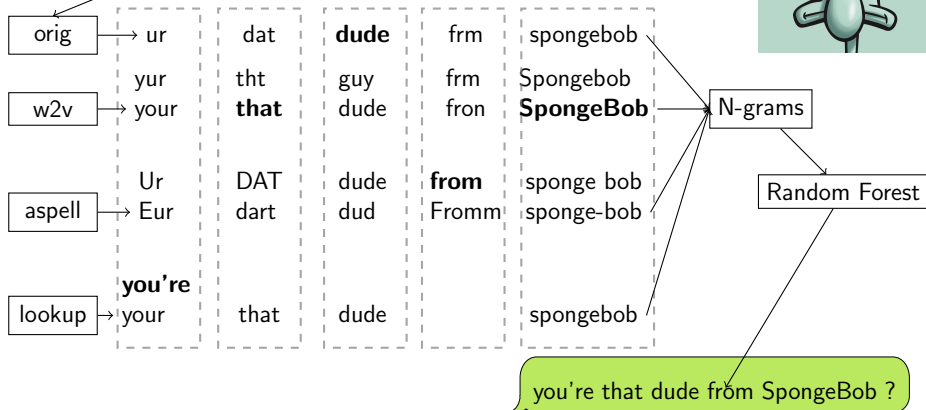 orig ur dat dude frm spongebob
yur tht guy frm Spongebob
w2v your that dude fron SpongeBob N-grams
Ur DAT dude from sponge bob Random Forest
aspell Eur dart dud Fromm sponge-bob
you're
lookup your that dude spongebob
you're that dude from SpongeBob ?